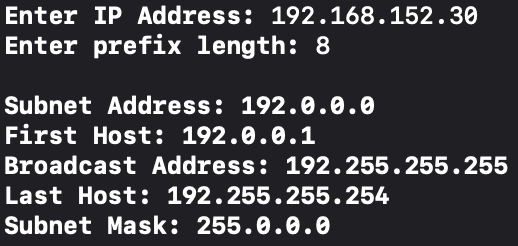 Enter IP Address: 192.168.152.30
Enter prefix length: 8
Subnet Address: 192.0.0.0
First Host: 192.0.0.1
Broadcast Address: 192.255.255.255
Last Host: 192.255.255.254
Subnet Mask: 255.0.0.0